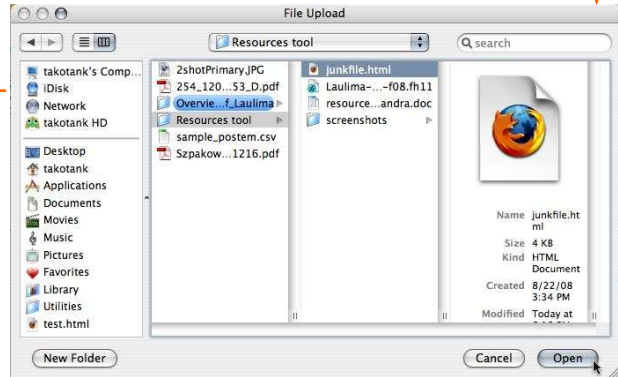 File Upload
Resources tool
search
takotank's Comp...
iDisk
Network
takotank HD
Desktop
takotank
Applications
Documents
Movies
Music
Pictures
Favorites
Library
Utilities
test.html
2shotPrimary.JPG
254_120...53_D.pdf
Overvie...f_Laulima
Resources tool
sample_postem.csv
Szpakow...1216.pdf
junkfile.html
Laulima-...-f08.fh11
resource...andra.doc
screenshots
Name junkfile.ht
ml
Size 4 KB
Kind HTML
Document
Created 8/22/08
3:34 PM
Modified Today at
New Folder
Cancel
Open